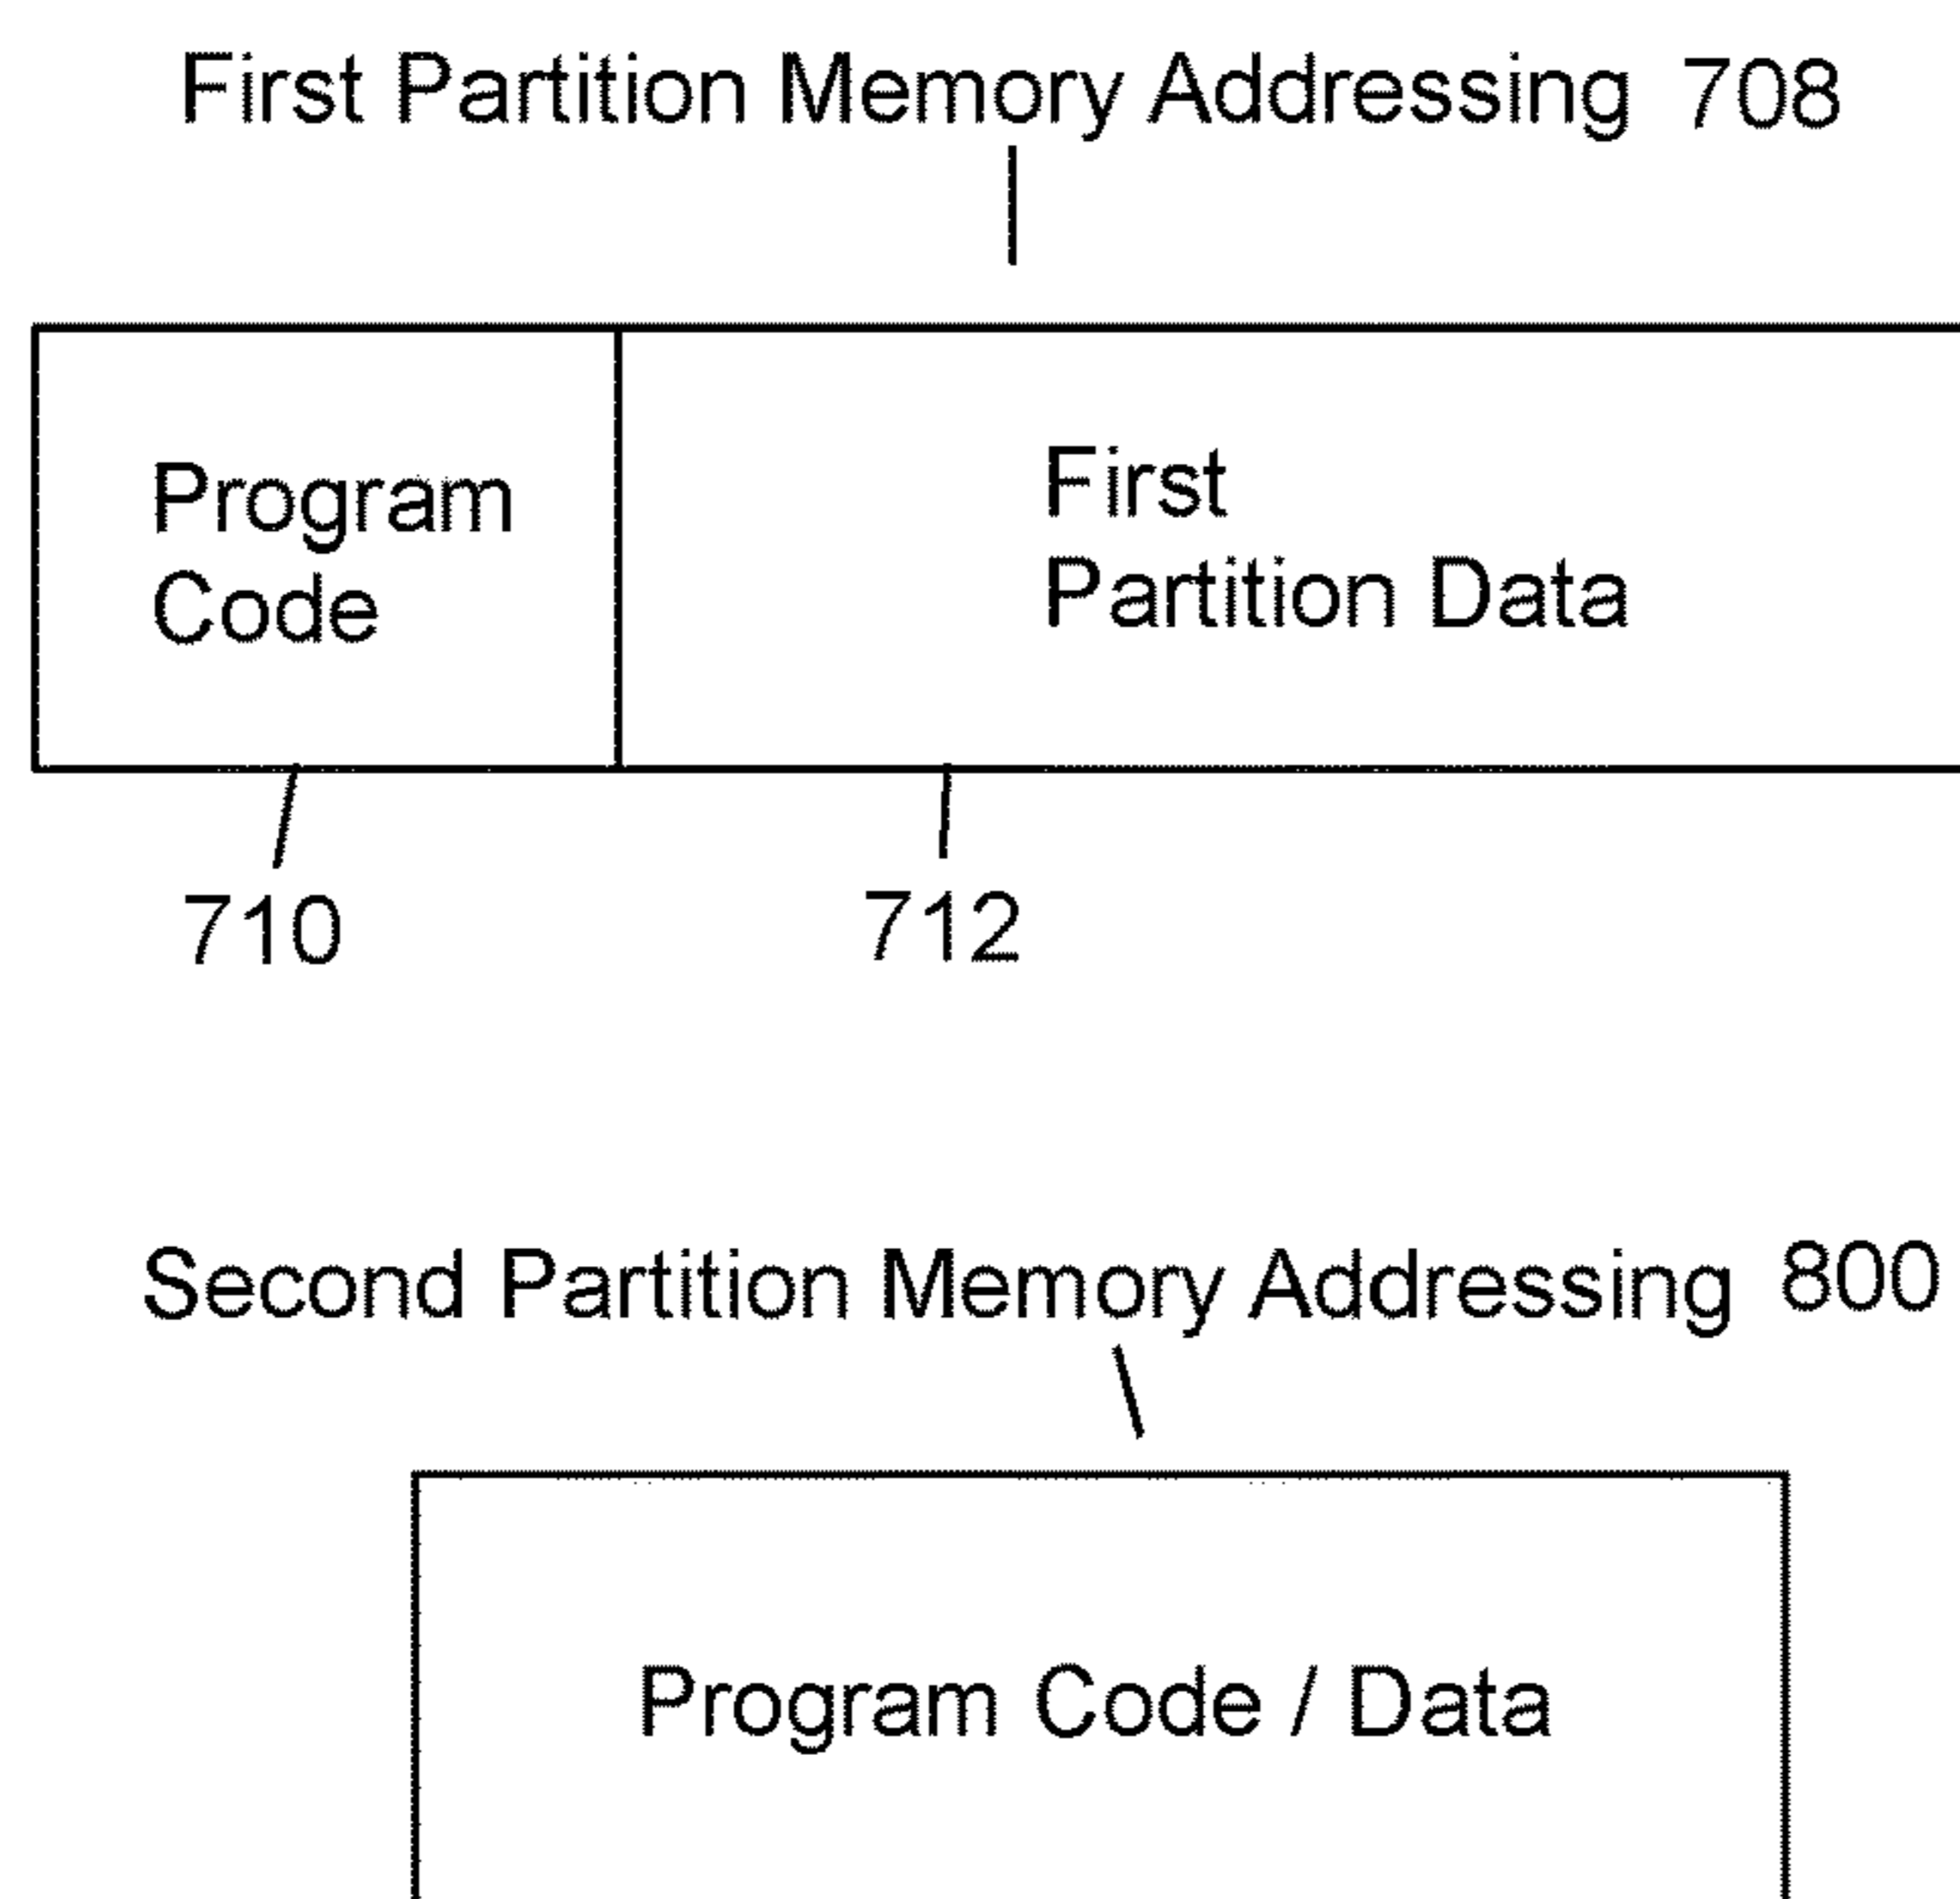 First Partition Memory Addressing 708
Program
Code
First
Partition Data
710
712
Second Partition Memory Addressing 800
Program Code / Data